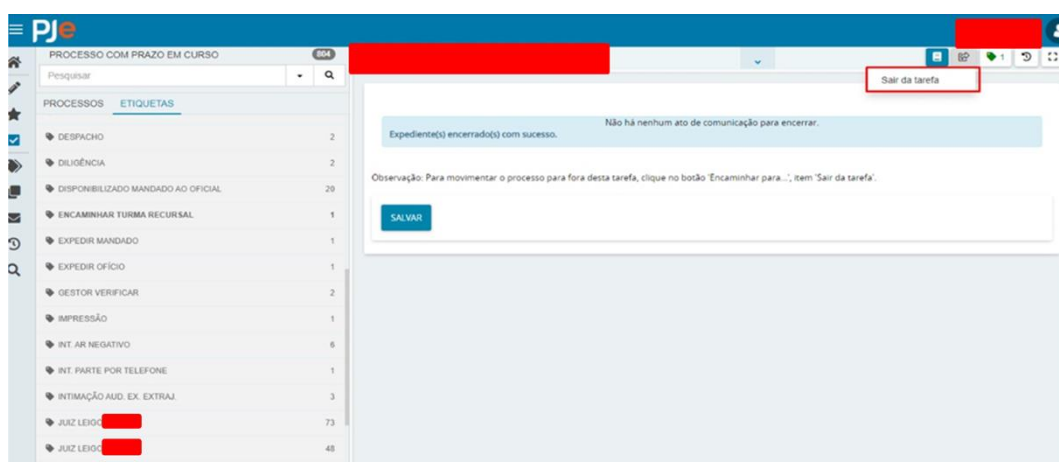 PJe
PROCESSO COM PRAZO EM CURSO 804
Pesquisar
PROCESSOS ETIQUETAS
DESPACHO 2
DILIGÊNCIA 2
DISPONIBILIZADO MANDADO AO OFICIAL 20
ENCAMINHAR TURMA RECURSAL 1
EXPEDIR MANDADO 1
EXPEDIR OFÍCIO 1
GESTOR VERIFICAR 2
IMPRESSÃO 1
INT. AR NEGATIVO 6
INT. PARTE POR TELEFONE 1
INTIMAÇÃO AUD. EX. EXTRAJ. 3
JUIZ LEIGO 73
JUIZ LEIGO 48
1
Sair da tarefa
Não há nenhum ato de comunicação para encerrar.
Expediente(s) encerrado(s) com sucesso.
Observação: Para movimentar o processo para fora desta tarefa, clique no botão 'Encaminhar para...', item 'Sair da tarefa'.
SALVAR